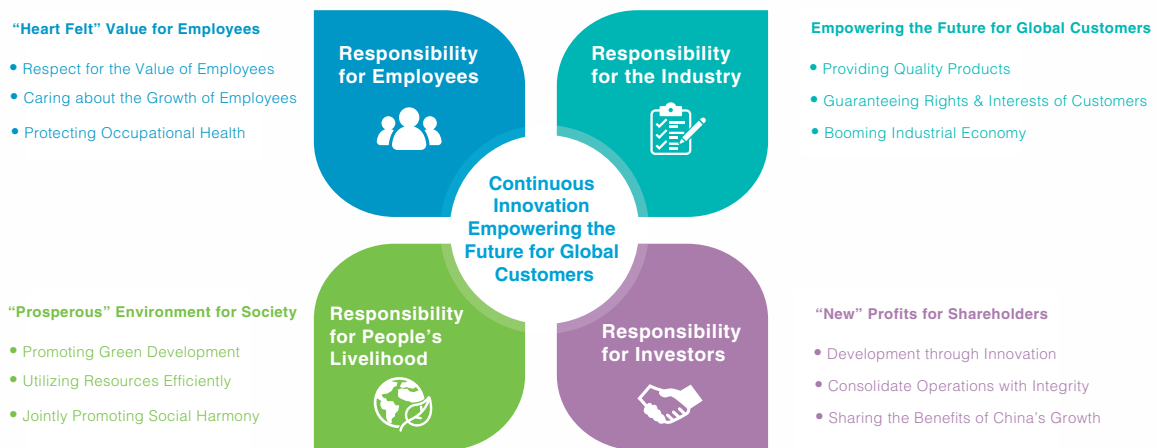 “Heart Felt” Value for Employees
• Respect for the Value of Employees
• Caring about the Growth of Employees
• Protecting Occupational Health
Responsibility
for Employees
Responsibility
for the Industry
Empowering the Future for Global Customers
• Providing Quality Products
• Guaranteeing Rights & Interests of Customers
• Booming Industrial Economy
Continuous
Innovation
Empowering the
Future for Global
Customers
“Prosperous” Environment for Society
• Promoting Green Development
• Utilizing Resources Efficiently
• Jointly Promoting Social Harmony
Responsibility
for People’s
Livelihood
Responsibility
for Investors
“New” Profits for Shareholders
• Development through Innovation
• Consolidate Operations with Integrity
• Sharing the Benefits of China’s Growth